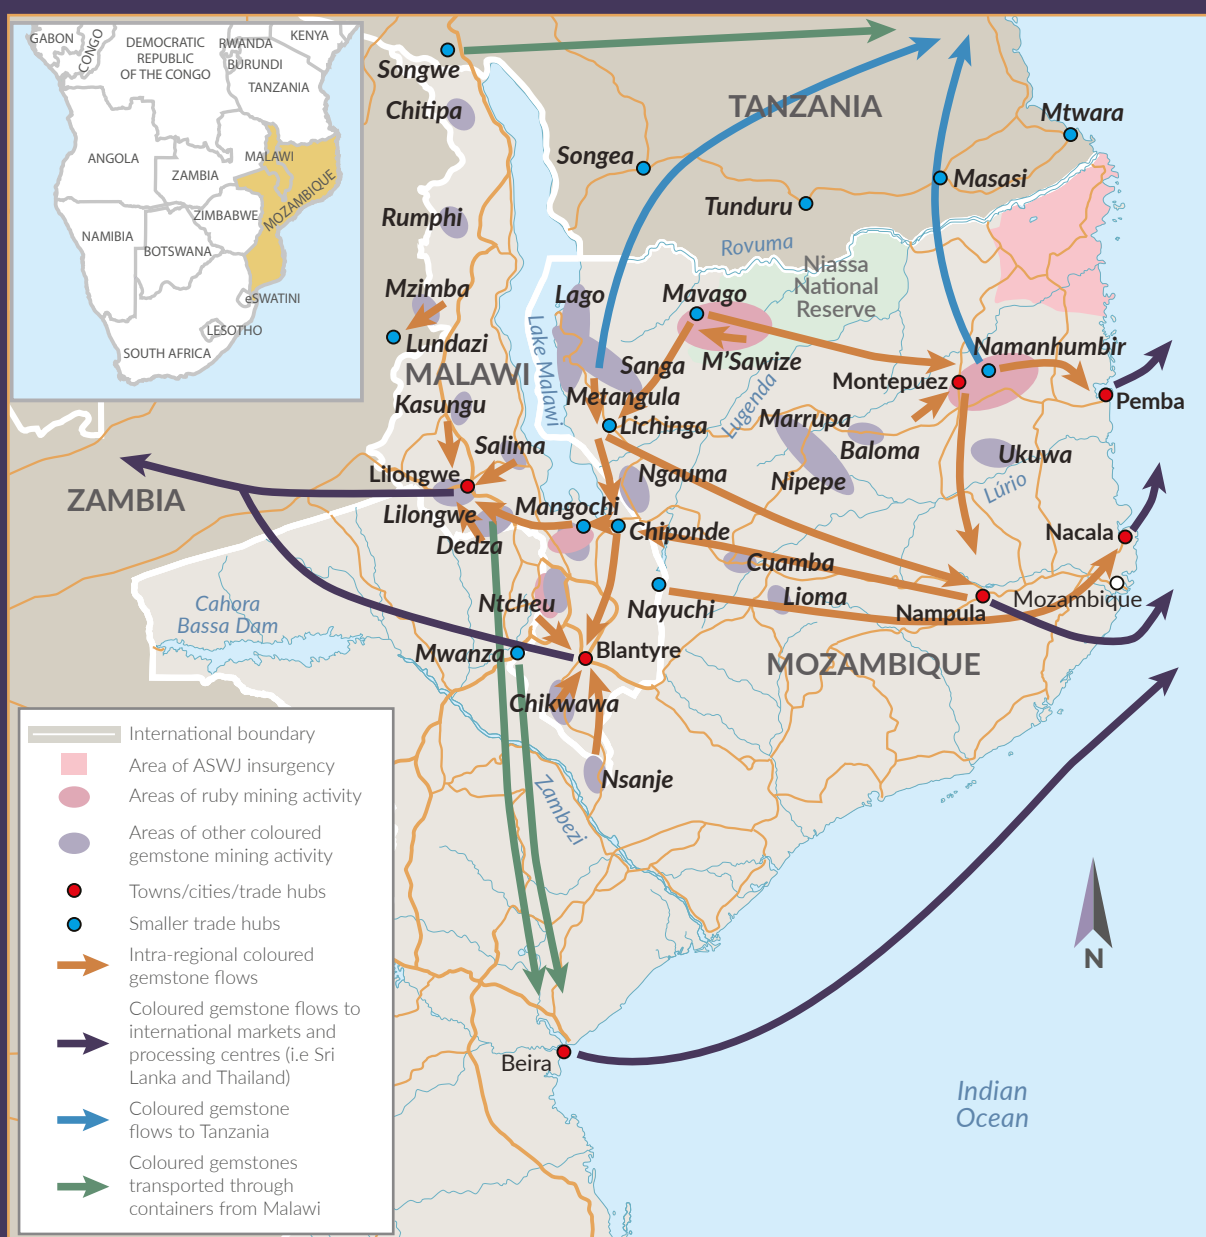 GABON
CONGO
DEMOCRATIC
REPUBLIC
OF THE CONGO
RWANDA
BURUNDI
KENYA
TANZANIA
ANGOLA
ZAMBIA
MALAWI
MOZAMBIQUE
ZIMBABWE
NAMIBIA
BOTSWANA
eSWATINI
LESOTHO
SOUTH AFRICA
Songwe
Chitipa
TANZANIA
Mtwara
Songea
Masasi
Tunduru
Rumphi
Rovuma
Niassa
National
Reserve
Mzimba
Lago
Mavago
Lundazi
Lake Malawi
Sanga
M'Sawize
Namanhumbir
MALAWI
Montepuez
Pemba
Kasungu
Metangula
Lugenda
Lichinga
Marrupa
Baloma
Ukuwa
Salima
Lilongwe
Ngauma
Nipepe
Lúrio
ZAMBIA
Lilongwe
Mangochi
Chiponde
Nacala
Dedza
Cuamba
Cahora
Bassa Dam
Ntcheu
Nayuchi
Lioma
Nampula
Mozambique
Mwanza
Blantyre
MOZAMBIQUE
Chikwawa
Nsanje
Zambezi
International boundary
Area of ASWJ insurgency
Areas of ruby mining activity
Areas of other coloured
gemstone mining activity
Towns/cities/trade hubs
Smaller trade hubs
Intra-regional coloured
gemstone flows
Coloured gemstone flows to
international markets and
processing centres (i.e Sri
Lanka and Thailand)
Coloured gemstone
flows to Tanzania
Coloured gemstones
transported through
containers from Malawi
N
Beira
Indian
Ocean